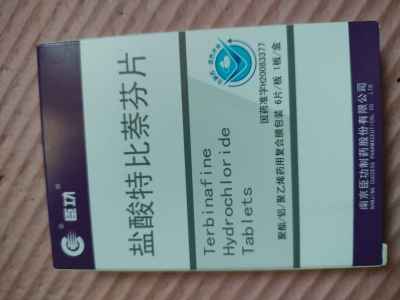 臣功
盐酸特比萘芬片
Terbinafine
Hydrochloride
Tablets
国药准字H20083377
聚酯/铝/聚乙烯药用复合膜包装 6片/板 1板/盒
南京臣功制药股份有限公司